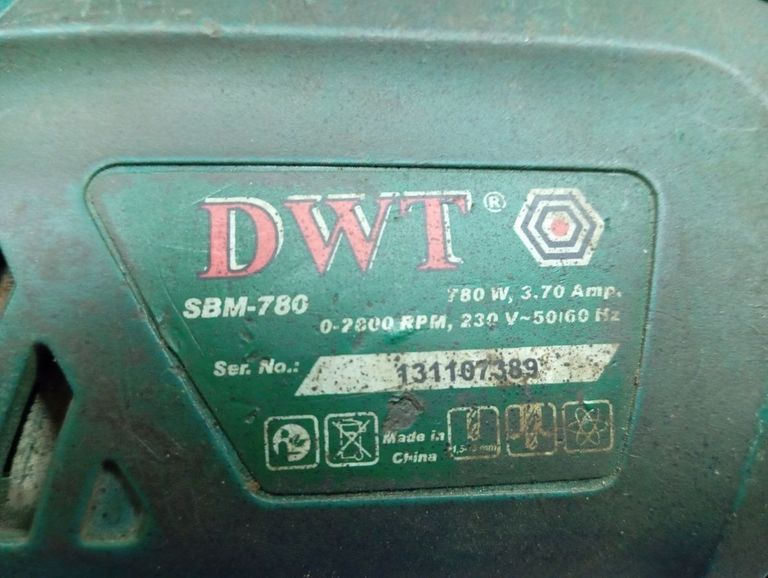 DWT®
SBM-780
780 W, 3.70 Amp.
0-2800 RPM, 230 V~50/60 Hz
Ser. No.: 131107389
Made in
China
mm